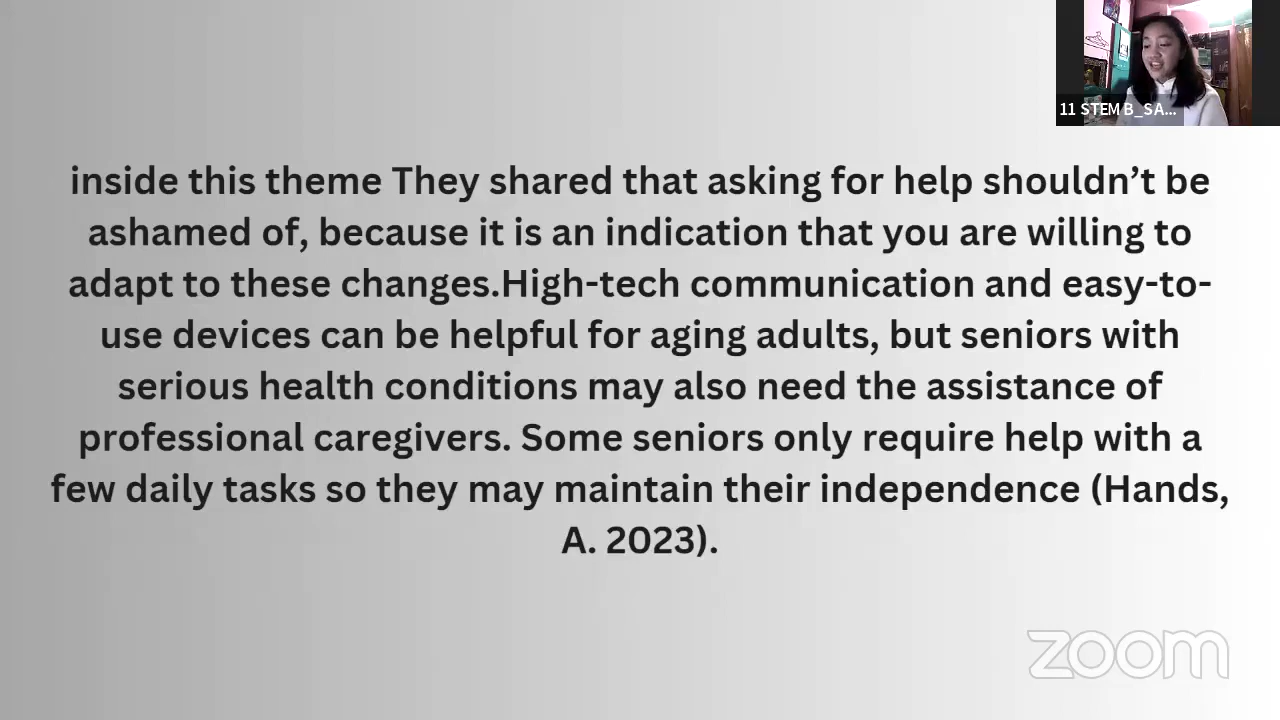 11 STEM B_SA...
inside this theme They shared that asking for help shouldn’t be
ashamed of, because it is an indication that you are willing to
adapt to these changes.High-tech communication and easy-to-
use devices can be helpful for aging adults, but seniors with
serious health conditions may also need the assistance of
professional caregivers. Some seniors only require help with a
few daily tasks so they may maintain their independence (Hands,
A. 2023).
zoom